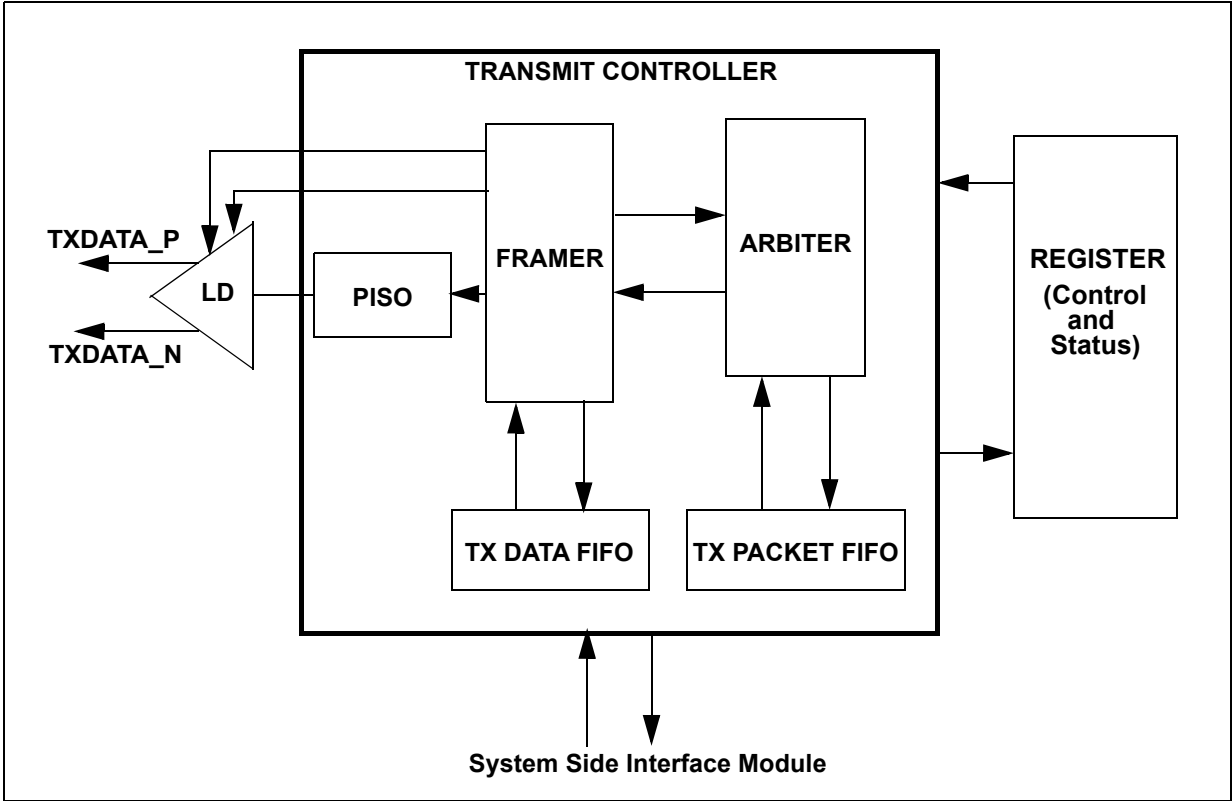 TRANSMIT CONTROLLER
TXDATA_P
TXDATA_N
LD
PISO
FRAMER
ARBITER
REGISTER
(Control
and
Status)
TX DATA FIFO
TX PACKET FIFO
System Side Interface Module